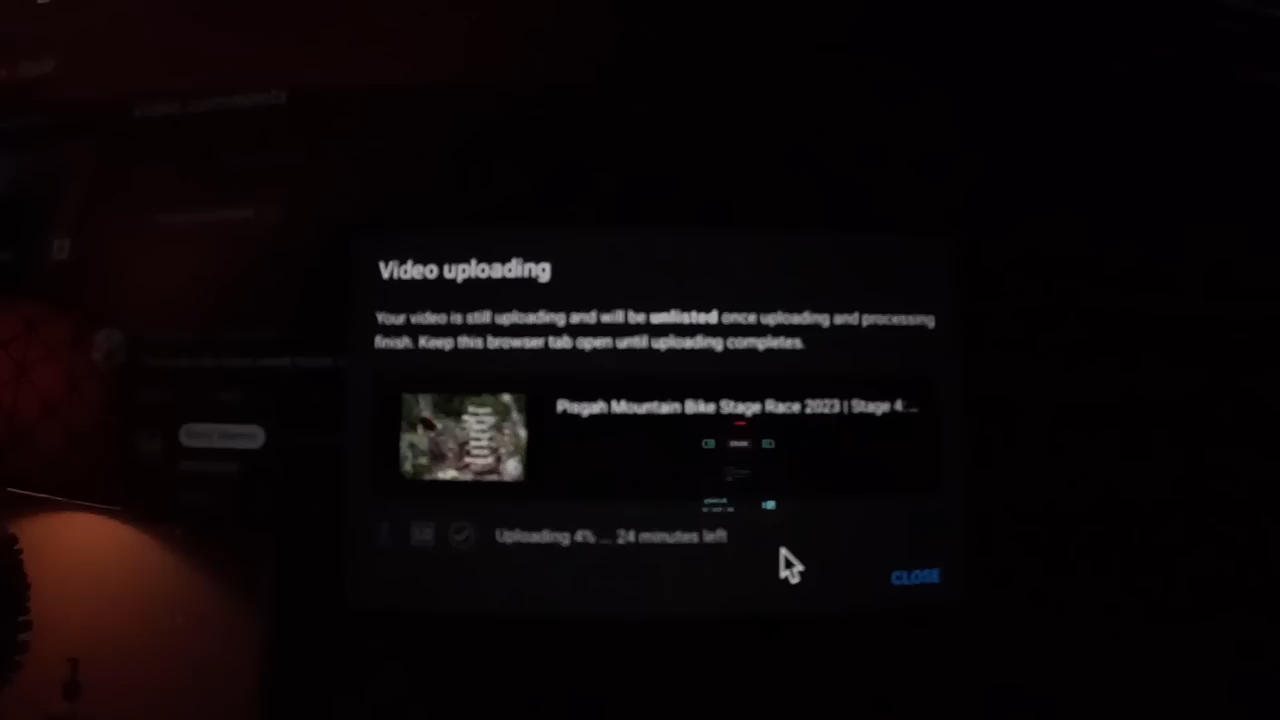 Video uploading
Your video is still uploading and will be unlisted once uploading and processing
finish. Keep this browser tab open until uploading completes.
Pisgah Mountain Bike Stage Race 2023 | Stage 4...
Uploading 4% ... 24 minutes left
CLOSE